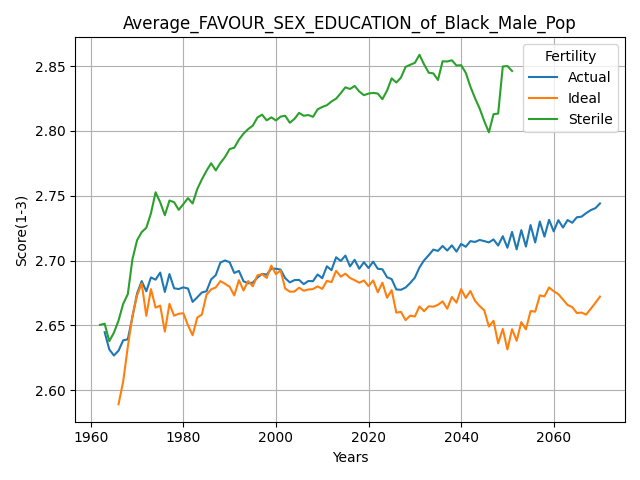 Average_FAVOUR_SEX_EDUCATION_of_Black_Male_Pop
Fertility
Actual
Ideal
Sterile
Score(1-3)
2.85
2.80
2.75
2.70
2.65
2.60
1960 1980 2000 2020 2040 2060
Years